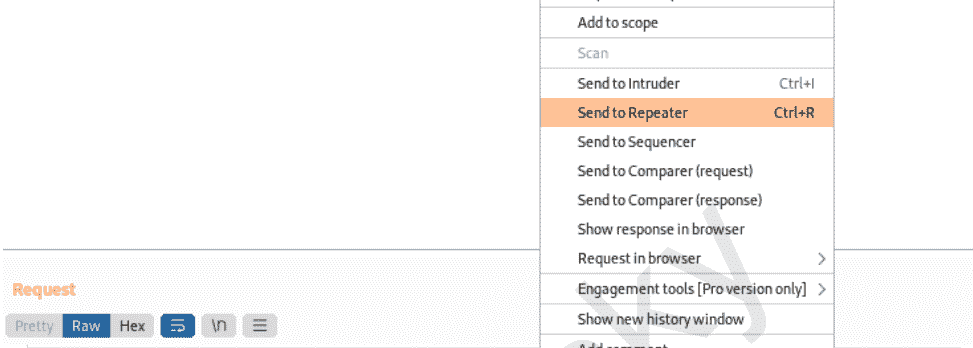 Add to scope
Scan
Send to Intruder Ctrl+I
Send to Repeater Ctrl+R
Send to Sequencer
Send to Comparer (request)
Send to Comparer (response)
Show response in browser
Request in browser
Engagement tools [Pro version only]
Show new history window
Add comment
Request
Pretty Raw Hex \n